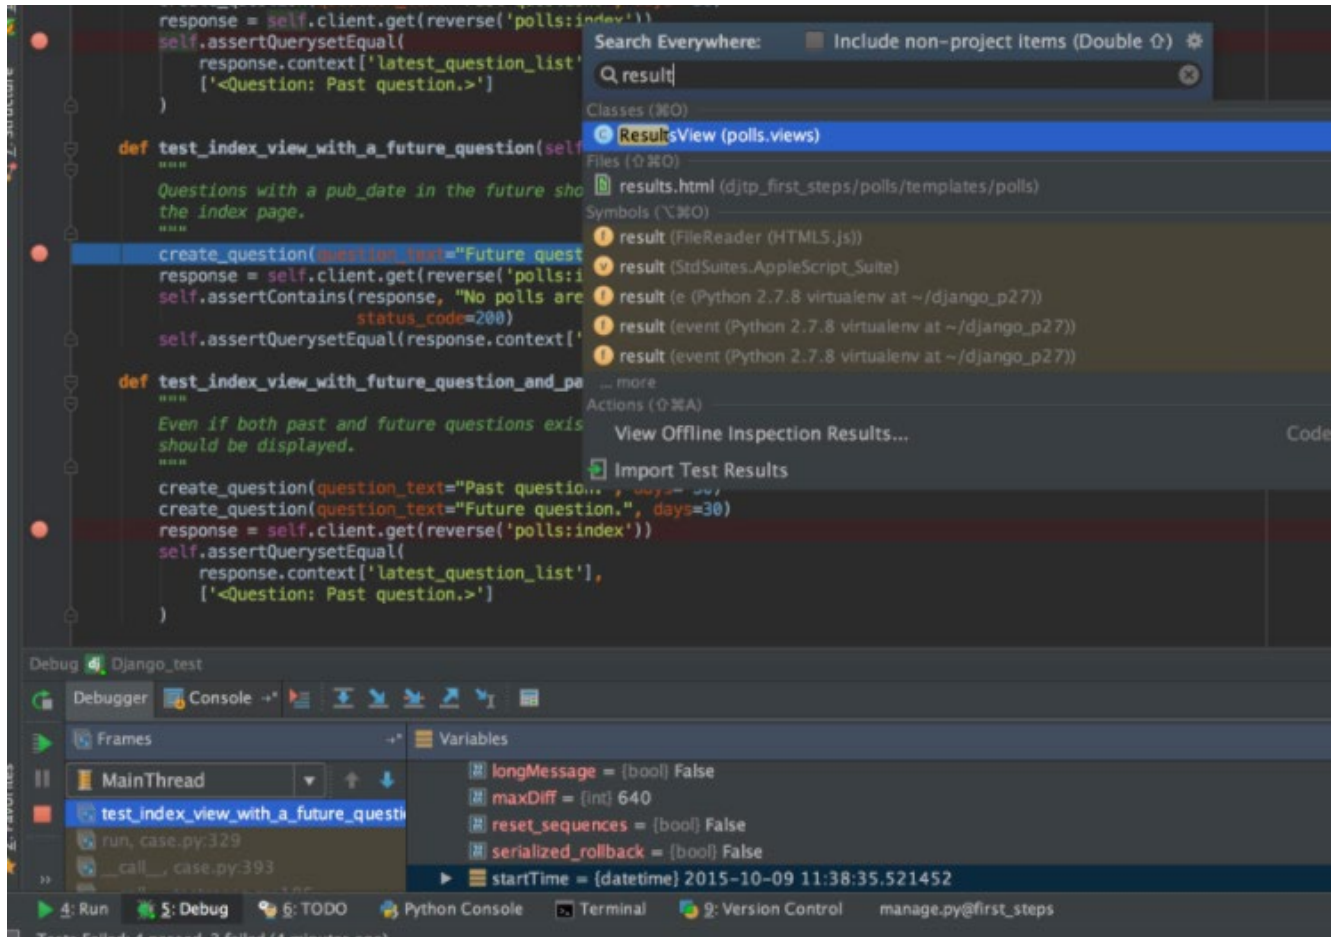 response = self.client.get(reverse('polls:index'))
self.assertQuerysetEqual(
response.context['latest_question_list'
['<Question: Past question.>']
)
def test_index_view_with_a_future_question(self
"""
Questions with a pub_date in the future sho
the index page.
"""
create_question(question_text="Future quest
response = self.client.get(reverse('polls:i
self.assertContains(response, "No polls are
status_code=200)
self.assertQuerysetEqual(response.context['
def test_index_view_with_future_question_and_pa
"""
Even if both past and future questions exis
should be displayed.
"""
create_question(question_text="Past question.", days=-30)
create_question(question_text="Future question.", days=30)
response = self.client.get(reverse('polls:index'))
self.assertQuerysetEqual(
response.context['latest_question_list'],
['<Question: Past question.>']
)
Search Everywhere: Include non-project items (Double ⇧)
result
Classes (⌘O)
ResultsView (polls.views)
Files (⇧⌘O)
results.html (djtp_first_steps/polls/templates/polls)
Symbols (⌥⌘O)
result (FileReader (HTML5.js))
result (StdSuites.AppleScript_Suite)
result (e (Python 2.7.8 virtualenv at ~/django_p27))
result (event (Python 2.7.8 virtualenv at ~/django_p27))
result (event (Python 2.7.8 virtualenv at ~/django_p27))
... more
Actions (⇧⌘A)
View Offline Inspection Results... Code
Import Test Results
Z: Structure
2: Favorites
Debug dj Django_test
Debugger Console
Frames
Variables
MainThread
test_index_view_with_a_future_questi
run, case.py:329
__call__, case.py:393
longMessage = {bool} False
maxDiff = {int} 640
reset_sequences = {bool} False
serialized_rollback = {bool} False
startTime = {datetime} 2015-10-09 11:38:35.521452
4: Run 5: Debug 6: TODO Python Console Terminal 9: Version Control manage.py@first_steps